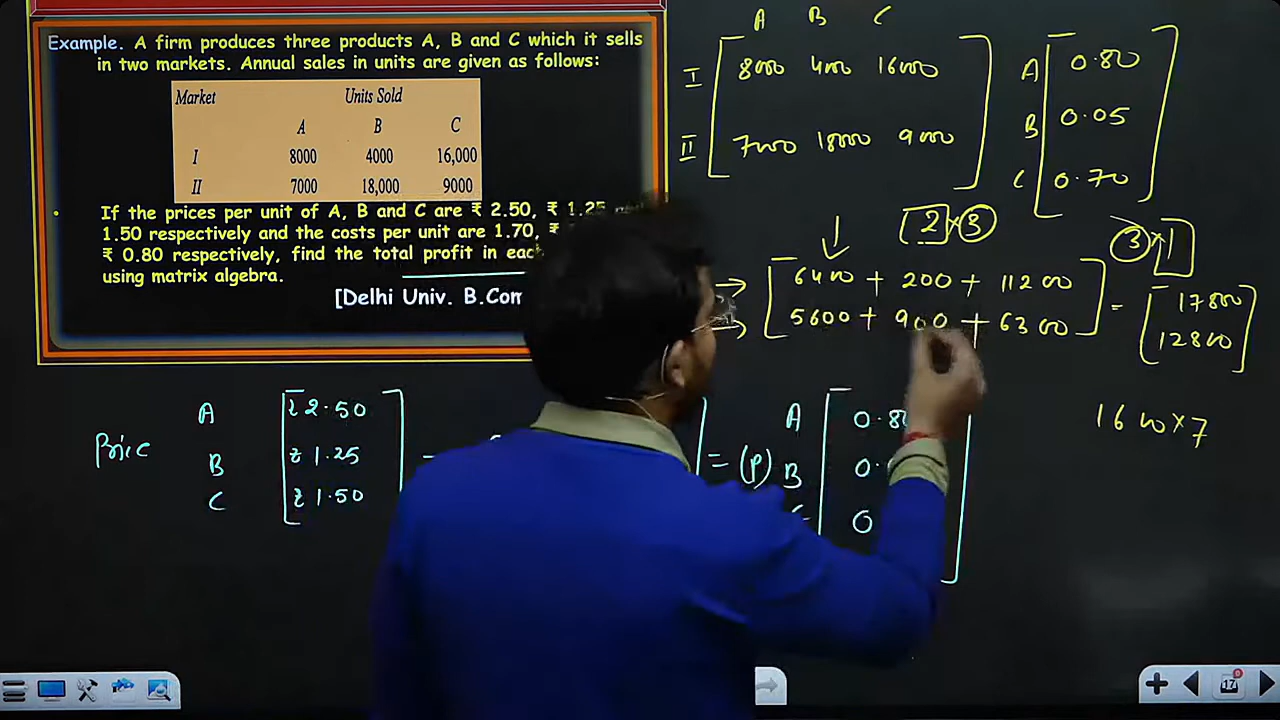 Example. A firm produces three products A, B and C which it sells
in two markets. Annual sales in units are given as follows:
Market Units Sold
A B C
I 8000 4000 16,000
II 7000 18,000 9000
If the prices per unit of A, B and C are ₹ 2.50, ₹ 1.25
1.50 respectively and the costs per unit are 1.70,
₹ 0.80 respectively, find the total profit in
using matrix algebra.
[Delhi Univ. B.Com
A B C
I 8000 4000 16000
II 7000 18000 9000
A 0.80
B 0.05
C 0.70
2 × 3
3 × 1
6400 + 200 + 11200
5600 + 900 + 6300
=
17800
12800
1600×7
Price
A ₹2.50
B ₹1.25
C ₹1.50
= (P)
A 0.80
B 0.
0
17